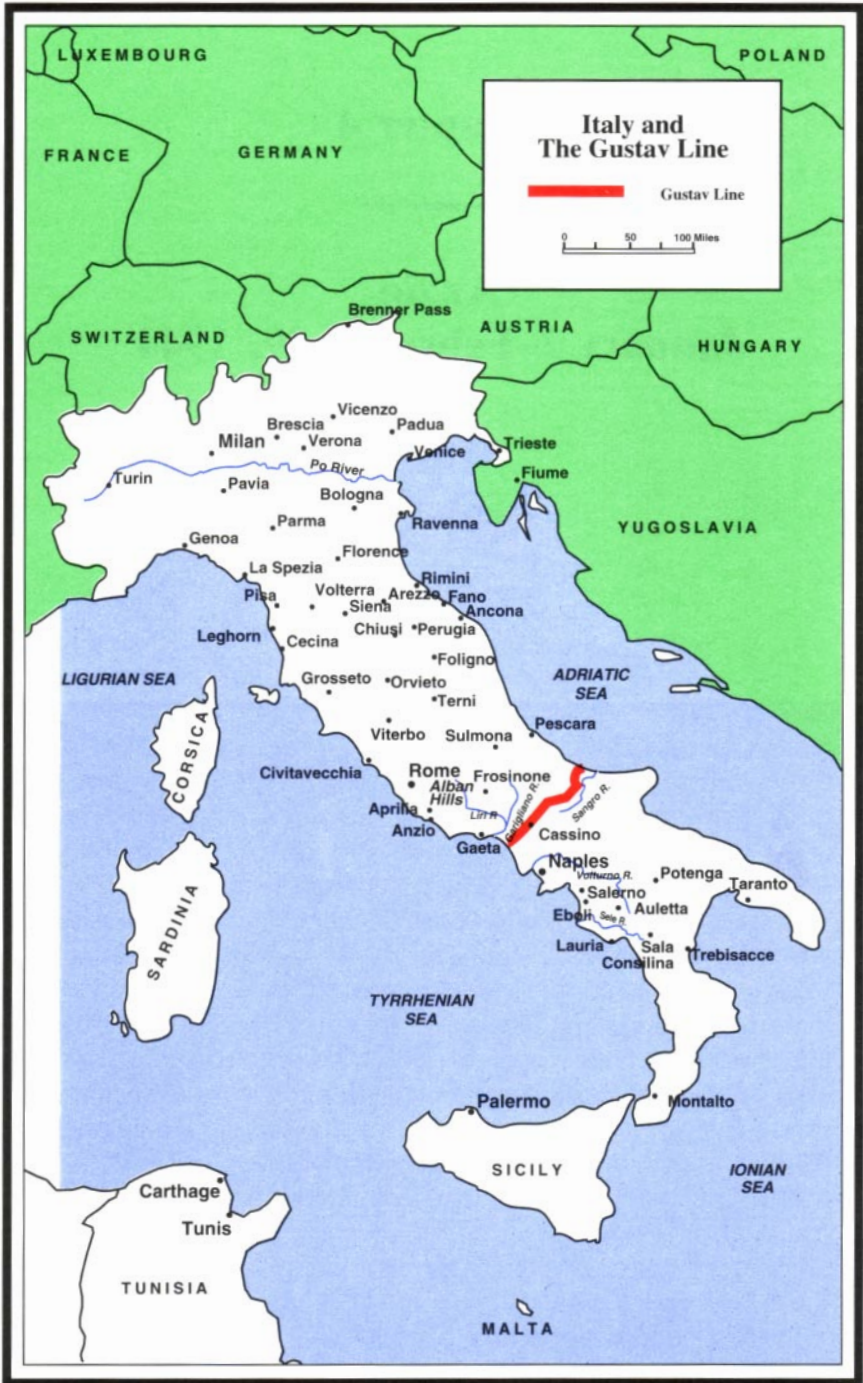 LUXEMBOURG
POLAND
FRANCE
GERMANY
Italy and
The Gustav Line
Gustav Line
0 50 100 Miles
Brenner Pass
SWITZERLAND
AUSTRIA
HUNGARY
Vicenzo
Brescia
Padua
Milan
Verona
Venice
Trieste
Po River
Turin
Pavia
Fiume
Bologna
Parma
Ravenna
YUGOSLAVIA
Genoa
Florence
La Spezia
Rimini
Pisa
Volterra
Arezzo
Fano
Siena
Ancona
Leghorn
Chiusi
Perugia
Cecina
Foligno
LIGURIAN SEA
ADRIATIC
SEA
Grosseto
Orvieto
Terni
CORSICA
Viterbo
Sulmona
Pescara
Civitavecchia
Rome
Frosinone
Alban
Hills
Aprilia
Liri R
Garigliano R.
Sangro R.
Anzio
Gaeta
Cassino
Naples
Volturno R.
Potenga
Taranto
Salerno
SARDINIA
Eboli
Auletta
Sele R.
Lauria
Sala
Consilina
Trebisacce
TYRRHENIAN
SEA
Palermo
Montalto
SICILY
IONIAN
SEA
Carthage
Tunis
TUNISIA
MALTA